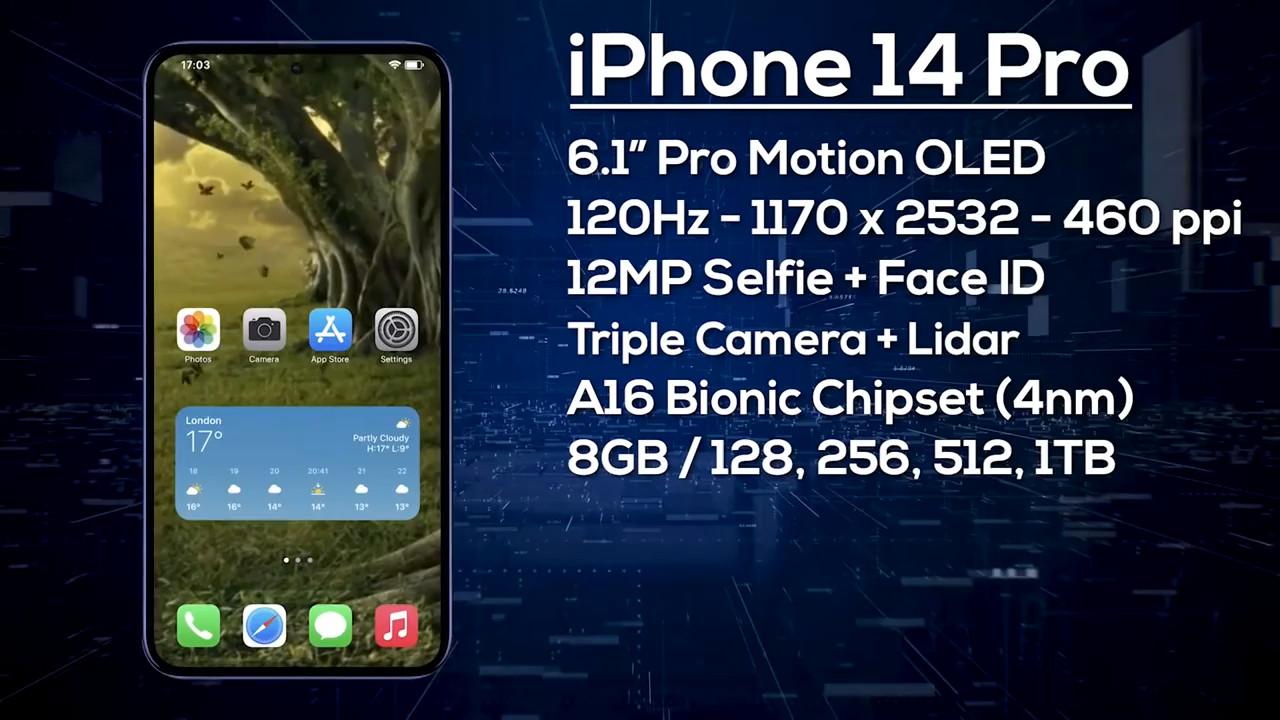 iPhone 14 Pro
6.1" Pro Motion OLED
120Hz - 1170 x 2532 - 460 ppi
12MP Selfie + Face ID
Triple Camera + Lidar
A16 Bionic Chipset (4nm)
8GB / 128, 256, 512, 1TB
17:03
Photos Camera App Store Settings
London
17°
Partly Cloudy
H:17° L:9°
18 19 20 20:41 21 22
16° 16° 14° 14° 13° 13°